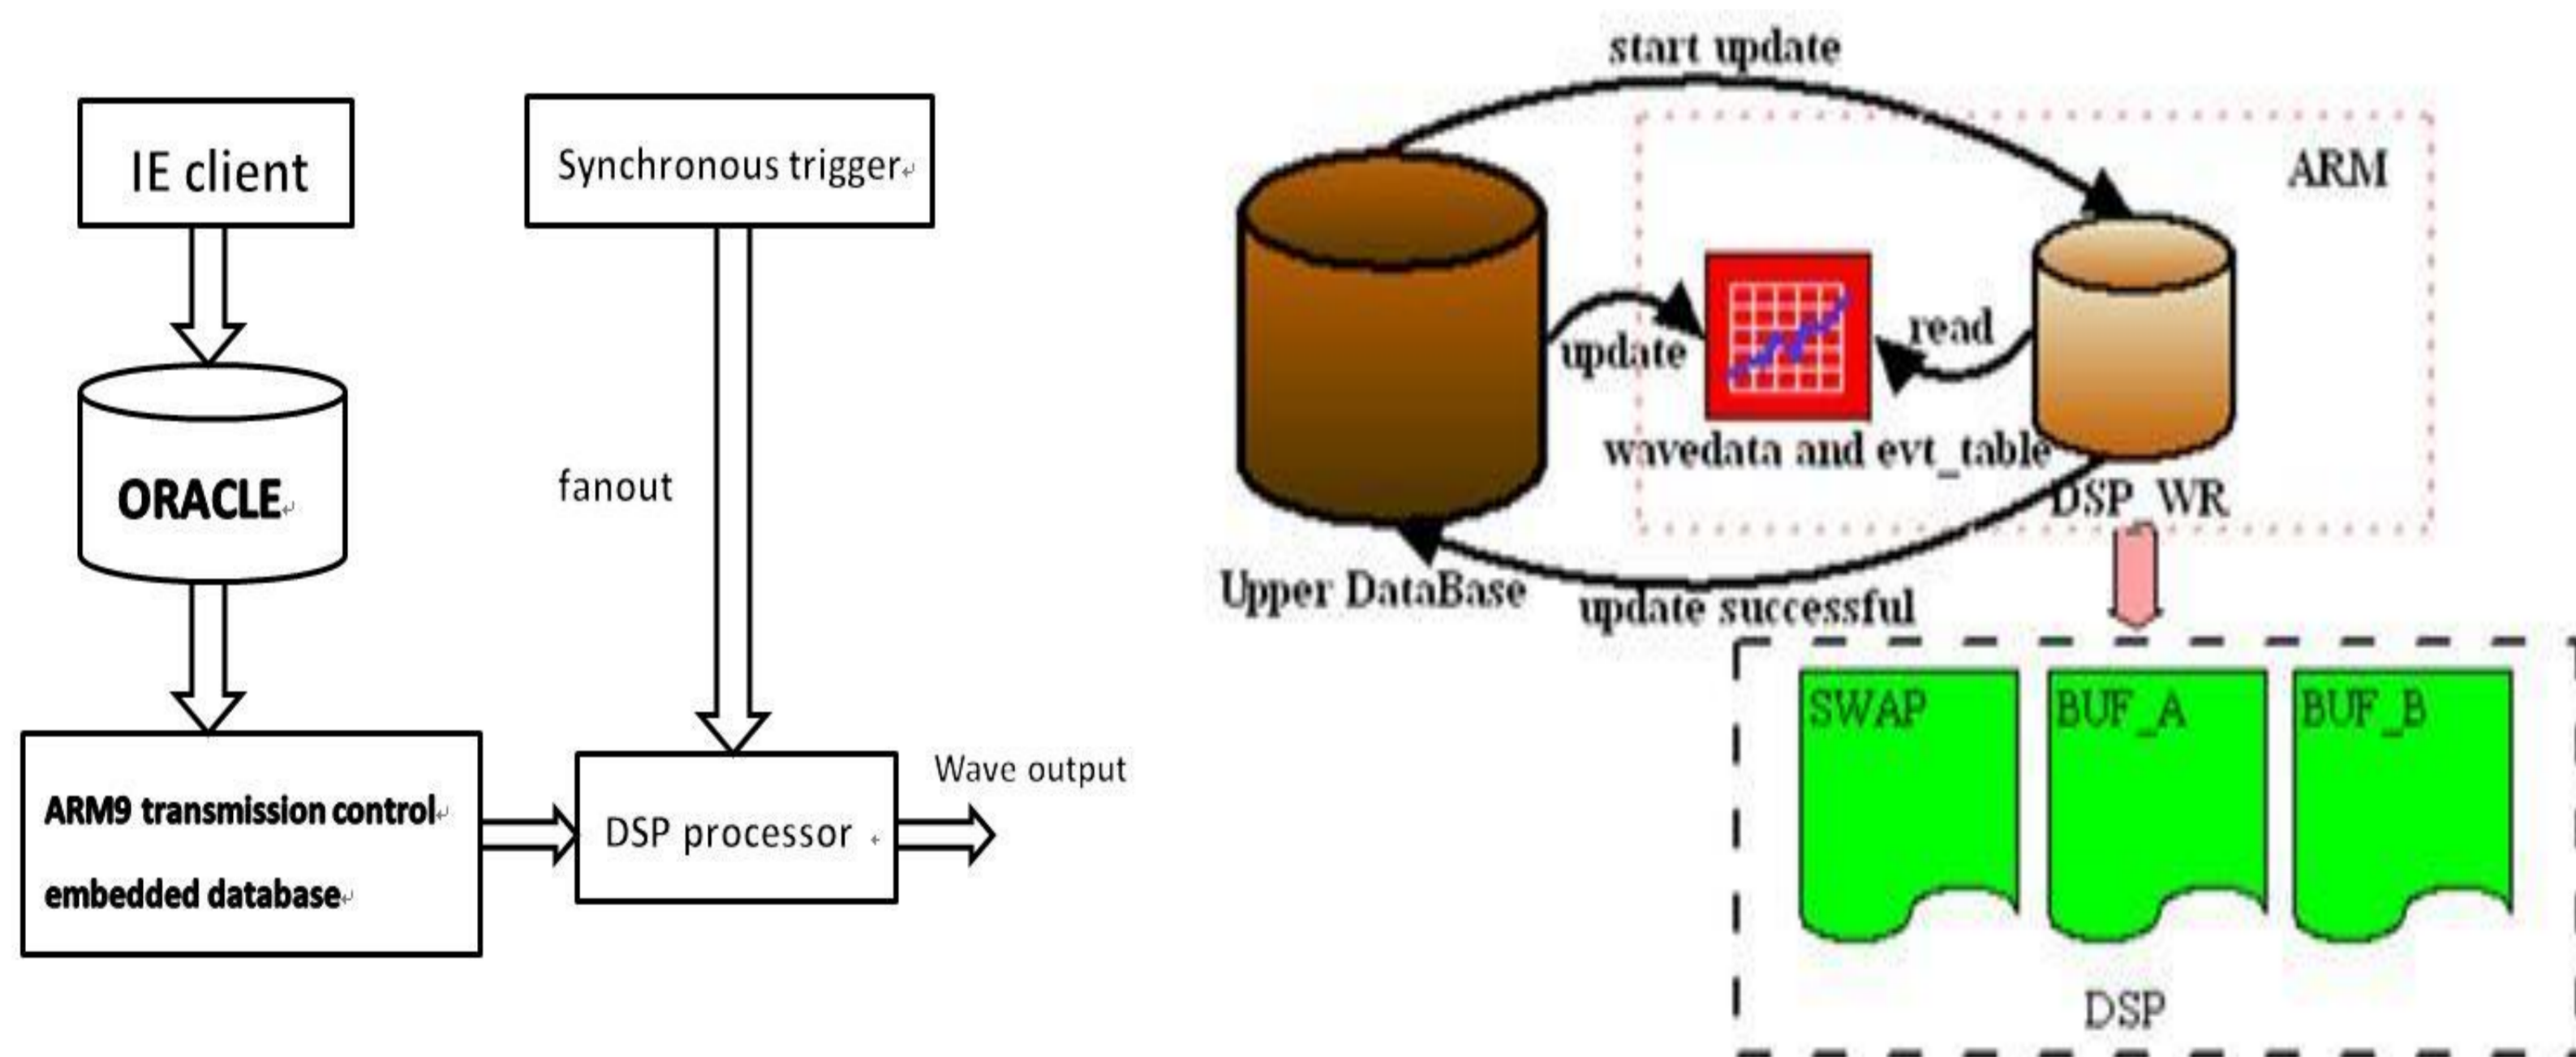 IE client
Synchronous trigger
ORACLE
fanout
ARM9 transmission control
embedded database
DSP processor
Wave output
start update
ARM
update
read
wavedata and evt_table
DSP_WR
Upper DataBase
update successful
SWAP
BUF_A
BUF_B
DSP